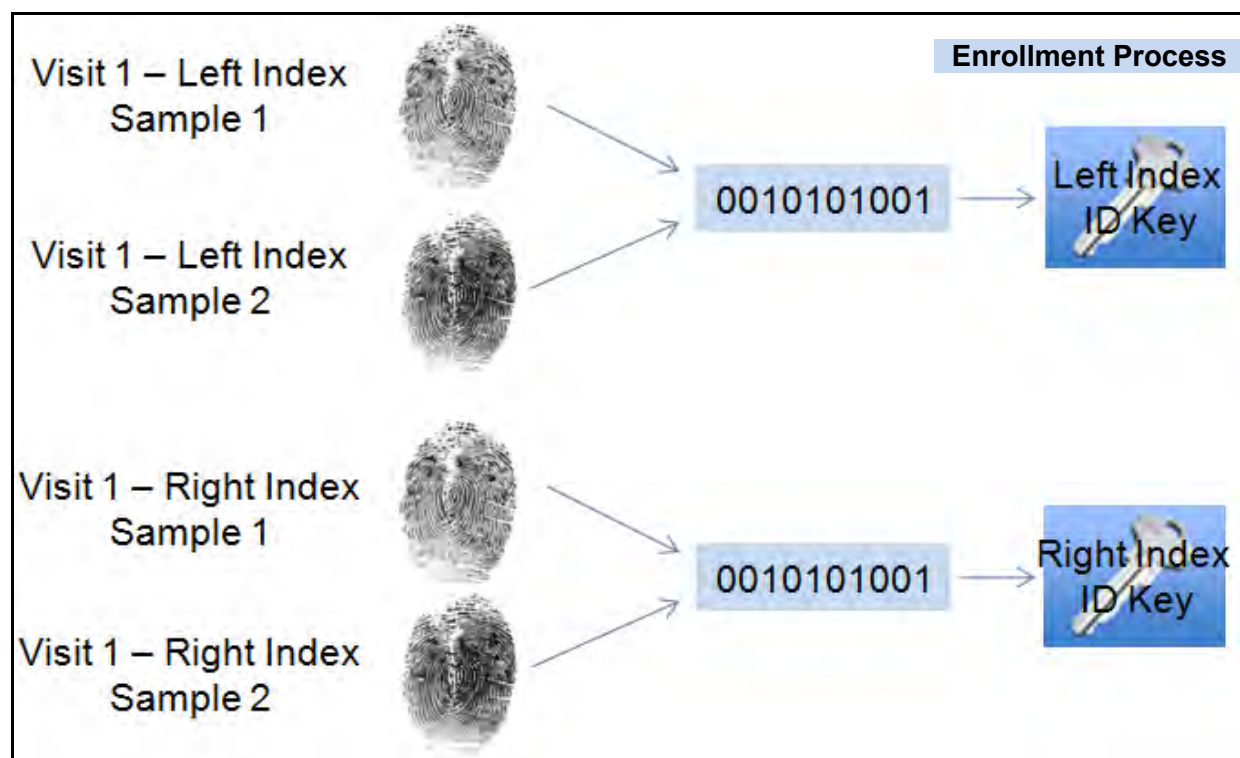 Enrollment Process
Visit 1 – Left Index
Sample 1
0010101001
Left Index
ID Key
Visit 1 – Left Index
Sample 2
Visit 1 – Right Index
Sample 1
0010101001
Right Index
ID Key
Visit 1 – Right Index
Sample 2